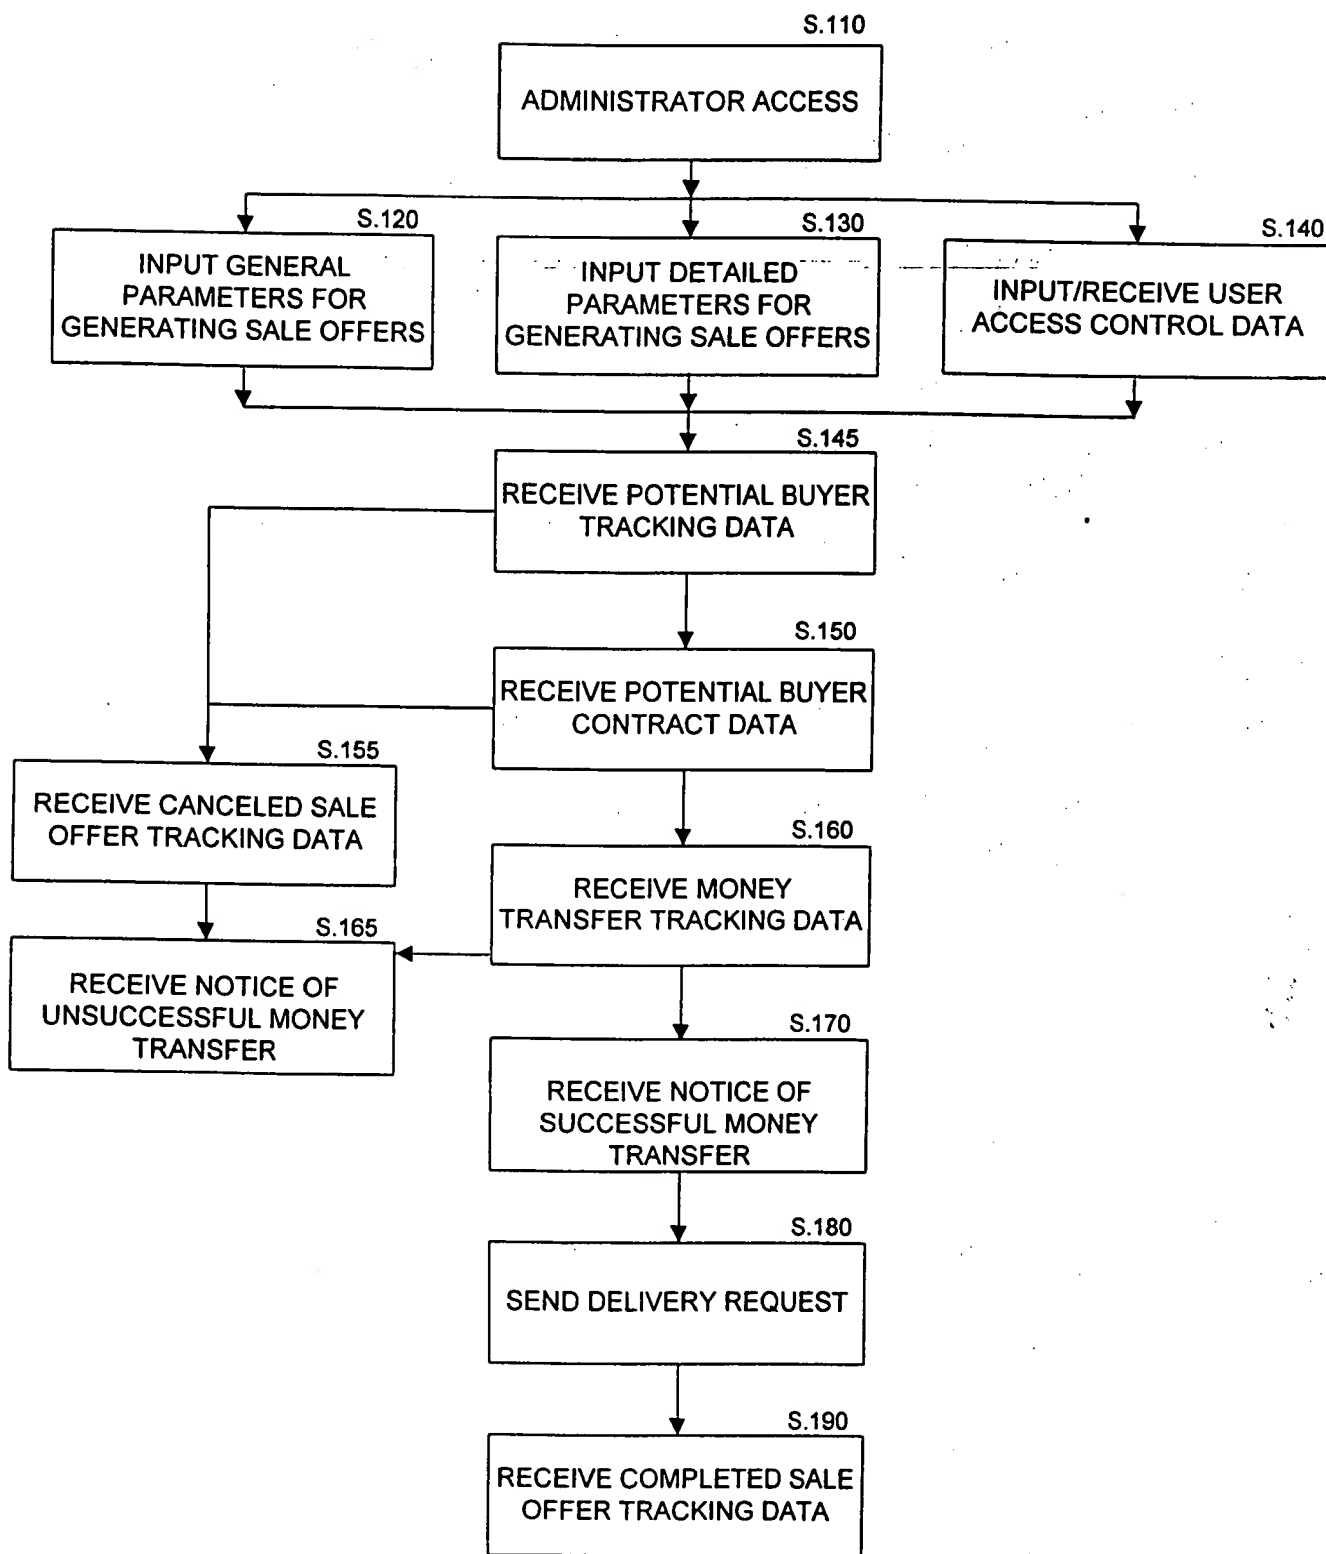 S.110
ADMINISTRATOR ACCESS
S.120
INPUT GENERAL
PARAMETERS FOR
GENERATING SALE OFFERS
S.130
INPUT DETAILED
PARAMETERS FOR
GENERATING SALE OFFERS
S.140
INPUT/RECEIVE USER
ACCESS CONTROL DATA
S.145
RECEIVE POTENTIAL BUYER
TRACKING DATA
S.150
RECEIVE POTENTIAL BUYER
CONTRACT DATA
S.155
RECEIVE CANCELED SALE
OFFER TRACKING DATA
S.160
RECEIVE MONEY
TRANSFER TRACKING DATA
S.165
RECEIVE NOTICE OF
UNSUCCESSFUL MONEY
TRANSFER
S.170
RECEIVE NOTICE OF
SUCCESSFUL MONEY
TRANSFER
S.180
SEND DELIVERY REQUEST
S.190
RECEIVE COMPLETED SALE
OFFER TRACKING DATA